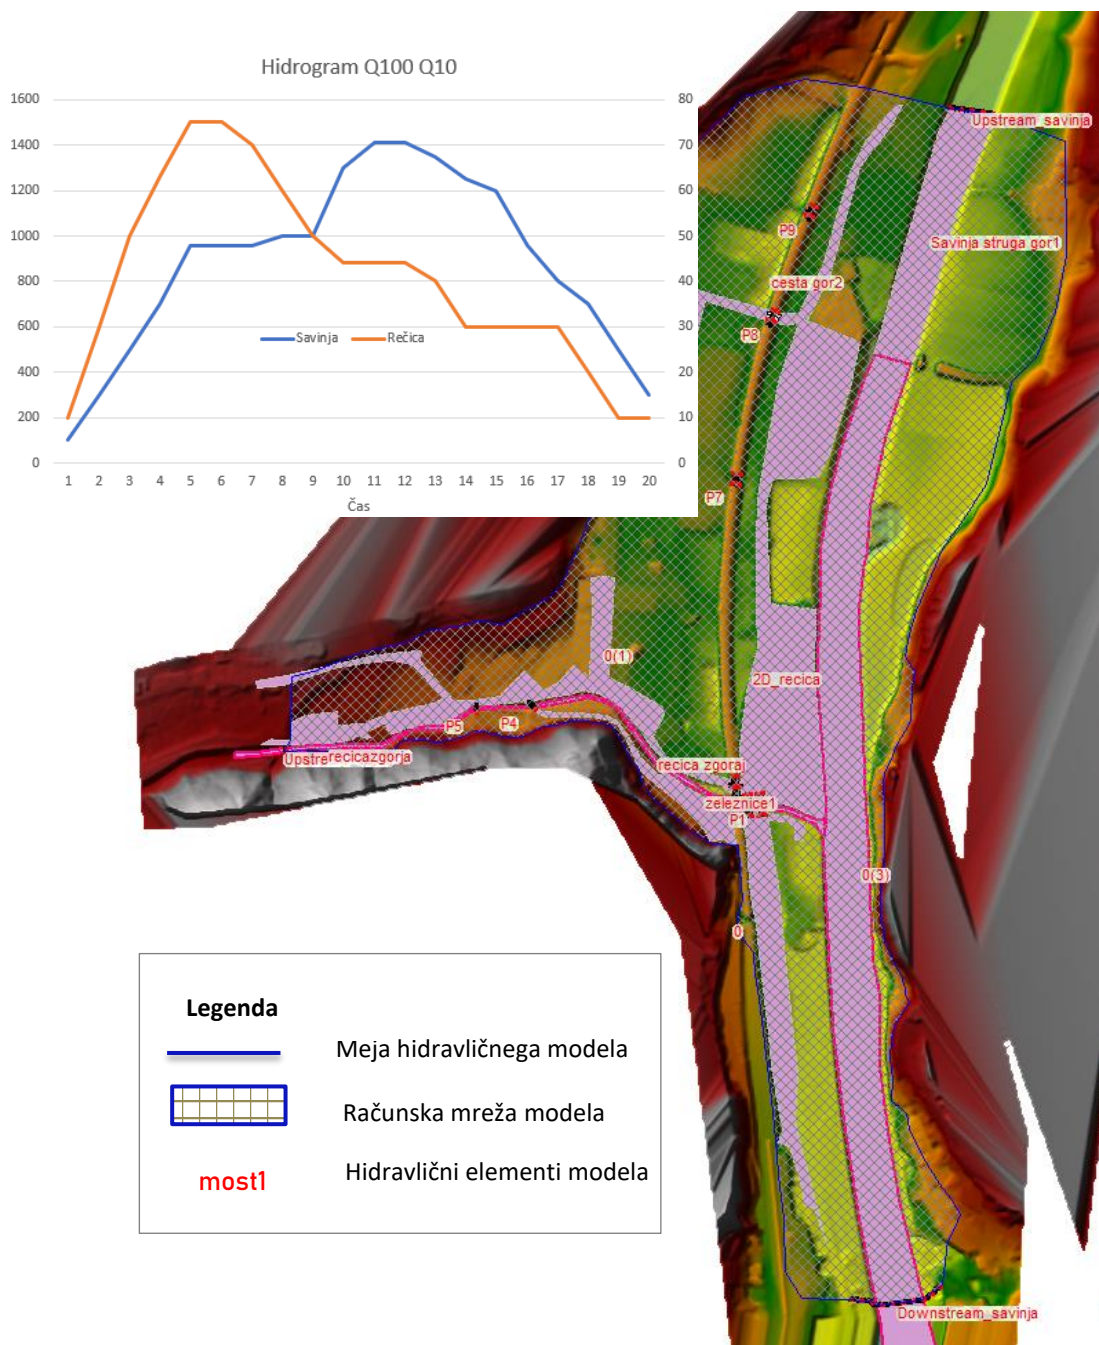 Hidrogram Q100 Q10
1600
1400
1200
1000
800
600
400
200
0
80
70
60
50
40
30
20
10
0
Savinja
Rečica
1 2 3 4 5 6 7 8 9 10 11 12 13 14 15 16 17 18 19 20
Čas
Upstream_savinja
P9
Savinja struga gor1
cesta gor2
P8
P7
0(1)
2D_recica
P5
P4
Upstre
recicazgorja
recica zgoraj
zeleznice1
P1
0(3)
0
Downstream_savinja
Legenda
Meja hidravličnega modela
Računska mreža modela
most1
Hidravlični elementi modela